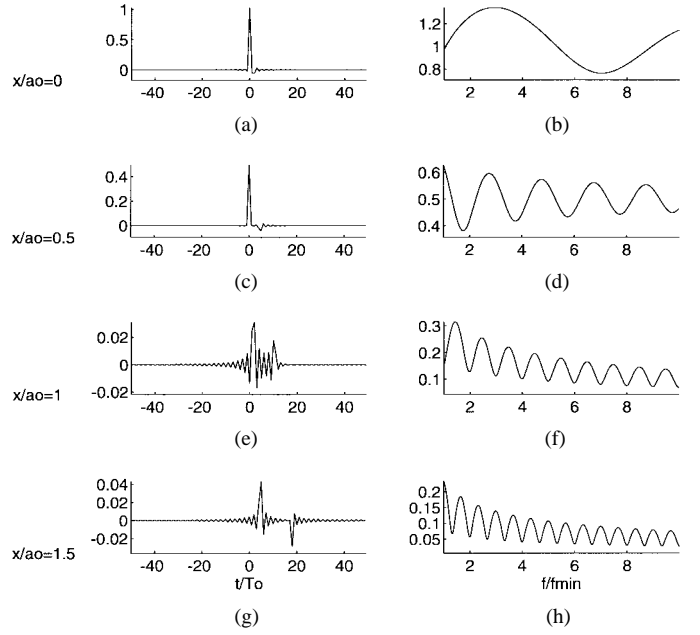 1
0
-40 -20 0 20 40
x/ao=0
(a)
1.2
1
0.8
2 4 6 8
(b)
0.4
0.2
0
-40 -20 0 20 40
x/ao=0.5
(c)
0.6
0.5
0.4
2 4 6 8
(d)
0.02
0
-0.02
-40 -20 0 20 40
x/ao=1
(e)
0.3
0.2
0.1
2 4 6 8
(f)
0.04
0.02
0
-0.02
-40 -20 0 20 40
x/ao=1.5
t/To
(g)
0.2
0.15
0.1
0.05
2 4 6 8
f/fmin
(h)